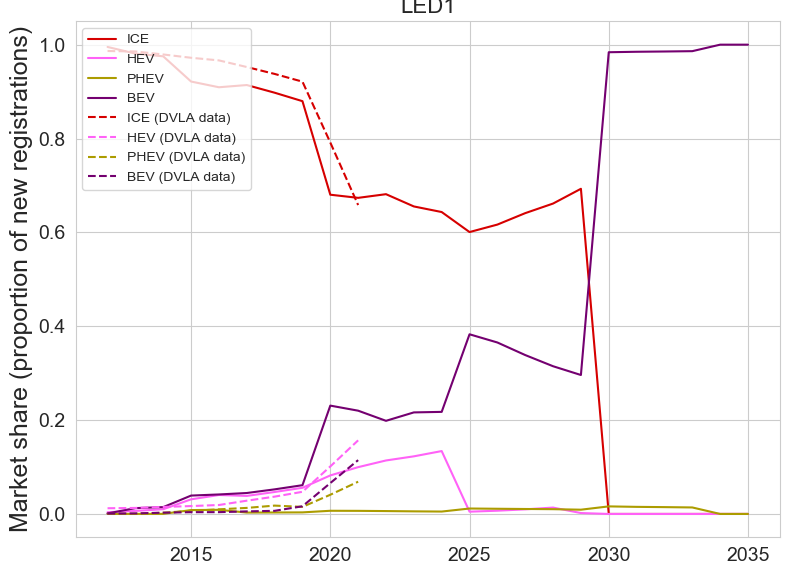 LED1
Market share (proportion of new registrations)
1.0
0.8
0.6
0.4
0.2
0.0
ICE
HEV
PHEV
BEV
ICE (DVLA data)
HEV (DVLA data)
PHEV (DVLA data)
BEV (DVLA data)
2015
2020
2025
2030
2035